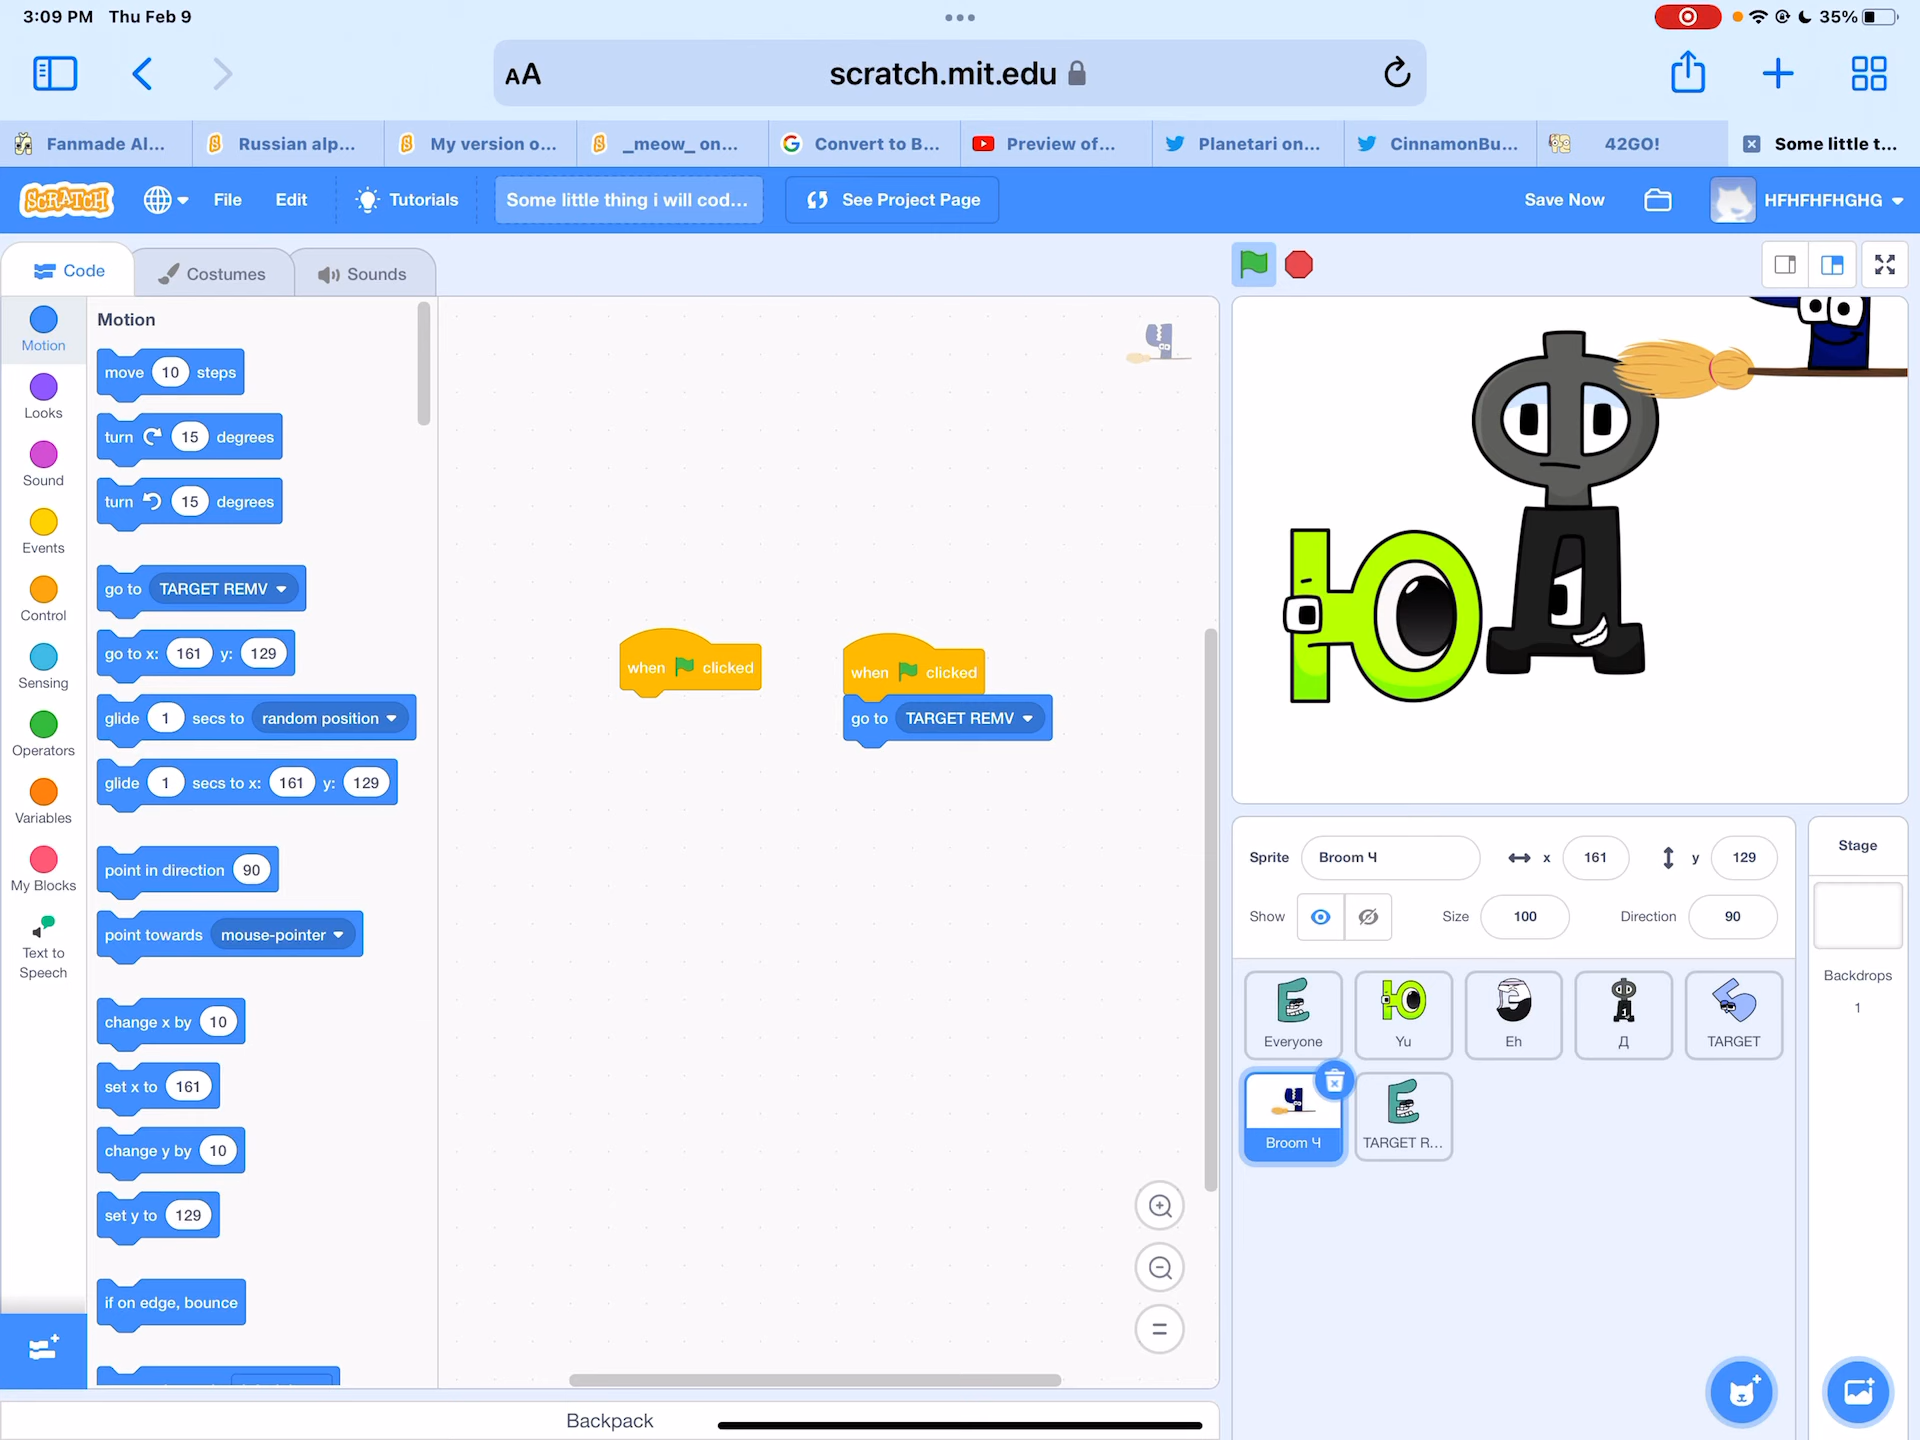 3:09 PM Thu Feb 9
35%
AA scratch.mit.edu
Fanmade Al...
Russian alp...
My version o...
_meow_ on...
Convert to B...
Preview of...
Planetari on...
CinnamonBu...
42GO!
Some little t...
SCRATCH
File
Edit
Tutorials
Some little thing i will cod...
See Project Page
Save Now
HFHFHFHGHG
Code
Costumes
Sounds
Motion
Looks
Sound
Events
Control
Sensing
Operators
Variables
My Blocks
Text to
Speech
Motion
move 10 steps
turn 15 degrees
turn 15 degrees
go to TARGET REMV
go to x: 161 y: 129
glide 1 secs to random position
glide 1 secs to x: 161 y: 129
point in direction 90
point towards mouse-pointer
change x by 10
set x to 161
change y by 10
set y to 129
if on edge, bounce
when clicked
when clicked
go to TARGET REMV
Ю
Ф
Д
Sprite Broom Ч x 161 y 129
Show Size 100 Direction 90
Everyone
Yu
Eh
Д
TARGET
Broom Ч
TARGET R...
Stage
Backdrops
1
Backpack